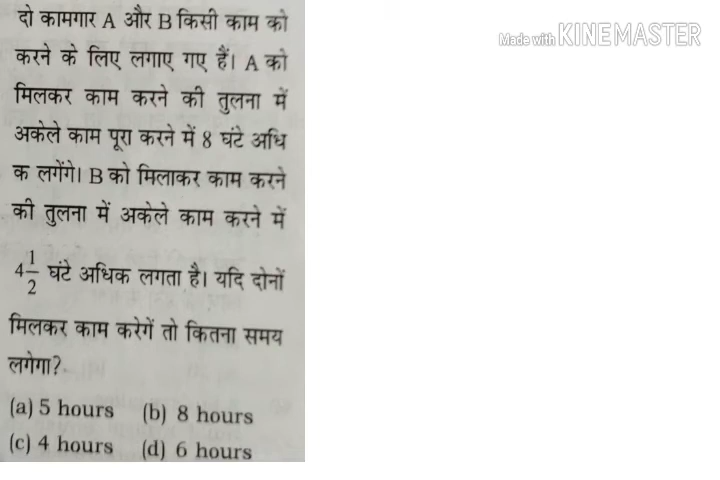 दो कामगार A और B किसी काम को
करने के लिए लगाए गए हैं। A को
मिलकर काम करने की तुलना में
अकेले काम पूरा करने में 8 घंटे अधि
क लगेंगे। B को मिलाकर काम करने
की तुलना में अकेले काम करने में
4 1/2 घंटे अधिक लगता है। यदि दोनों
मिलकर काम करेगें तो कितना समय
लगेगा?
(a) 5 hours (b) 8 hours
(c) 4 hours (d) 6 hours
Made with KINEMASTER